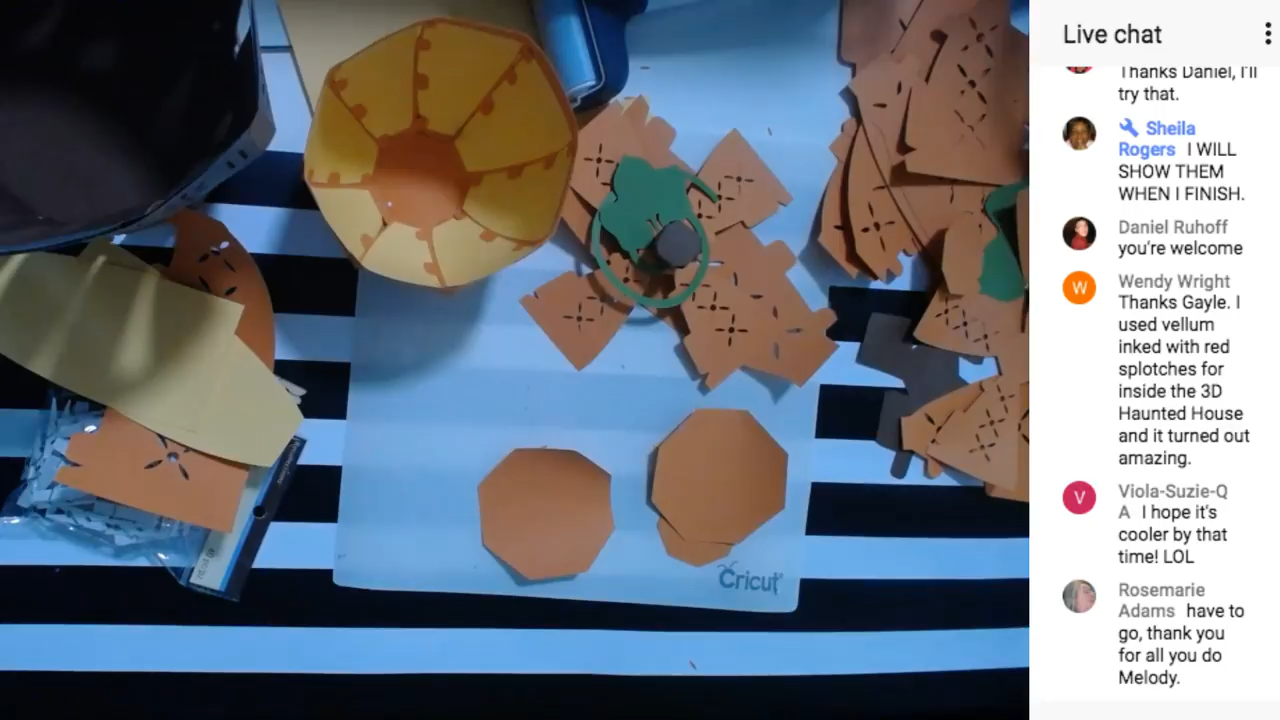 Live chat
Thanks Daniel, I'll
try that.
Sheila
Rogers I WILL
SHOW THEM
WHEN I FINISH.
Daniel Ruhoff
you're welcome
W
Wendy Wright
Thanks Gayle. I
used vellum
inked with red
splotches for
inside the 3D
Haunted House
and it turned out
amazing.
V
Viola-Suzie-Q
A I hope it's
cooler by that
time! LOL
Rosemarie
Adams have to
go, thank you
for all you do
Melody.
Cricut